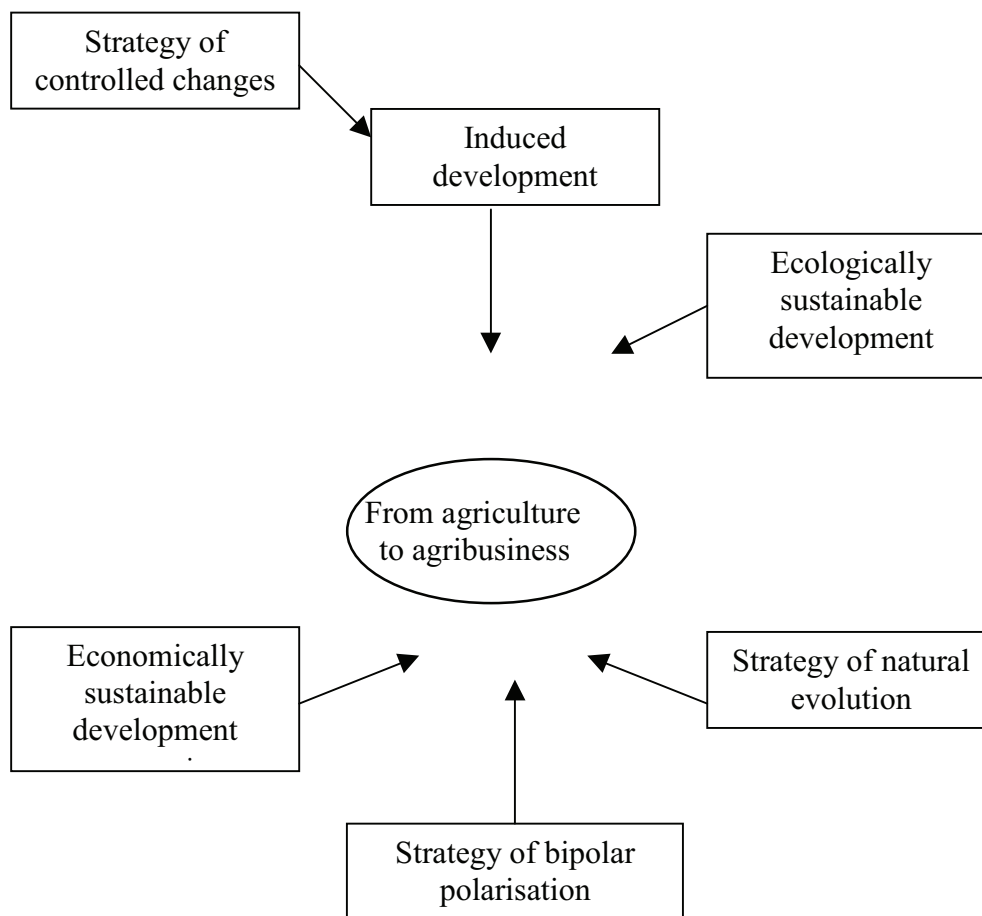 Strategy of
controlled changes
Induced
development
Ecologically
sustainable
development
From agriculture
to agribusiness
Economically
sustainable
development
.
Strategy of natural
evolution
Strategy of bipolar
polarisation